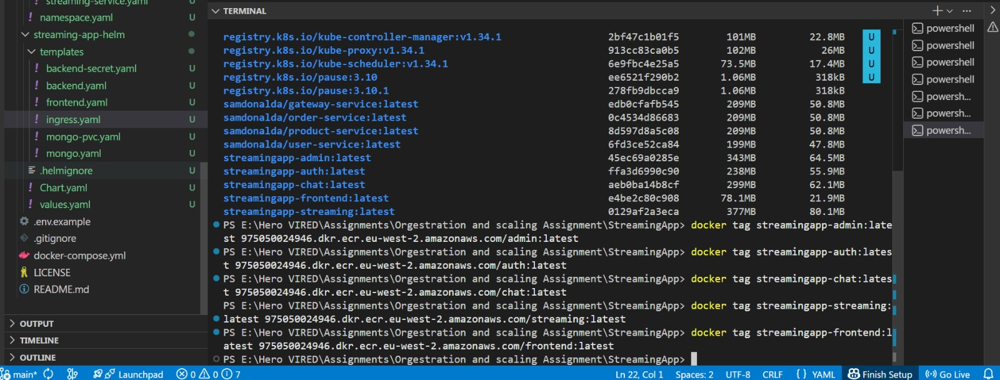 streaming-service.yaml U
namespace.yaml U
streaming-app-helm
templates
backend-secret.yaml U
backend.yaml U
frontend.yaml U
ingress.yaml U
mongo-pvc.yaml U
mongo.yaml U
.helmignore U
Chart.yaml U
values.yaml U
.env.example
.gitignore
docker-compose.yml
LICENSE
README.md
OUTPUT
TIMELINE
OUTLINE
TERMINAL
registry.k8s.io/kube-controller-manager:v1.34.1 2bf47c1b01f5 101MB 22.8MB U
registry.k8s.io/kube-proxy:v1.34.1 913cc83ca0b5 102MB 26MB U
registry.k8s.io/kube-scheduler:v1.34.1 6e9fbc4e25a5 73.5MB 17.4MB U
registry.k8s.io/pause:3.10 ee6521f290b2 1.06MB 318kB U
registry.k8s.io/pause:3.10.1 278fb9dbcca9 1.06MB 318kB
samdonalda/gateway-service:latest edb0cfafb545 209MB 50.8MB
samdonalda/order-service:latest 0c4534d86683 209MB 50.8MB
samdonalda/product-service:latest 8d597d8a5c08 209MB 50.8MB
samdonalda/user-service:latest 6fd3ce52ca84 199MB 47.8MB
streamingapp-admin:latest 45ec69a0285e 343MB 64.5MB
streamingapp-auth:latest ffa3d6990c90 238MB 55.9MB
streamingapp-chat:latest aeb0ba14b8cf 299MB 62.1MB
streamingapp-frontend:latest e4be2c80c908 78.1MB 21.9MB
streamingapp-streaming:latest 0129af2a3eca 377MB 80.1MB
PS E:\Hero VIRED\Assignments\Orgestration and scaling Assignment\StreamingApp> docker tag streamingapp-admin:late
st 975050024946.dkr.ecr.eu-west-2.amazonaws.com/admin:latest
PS E:\Hero VIRED\Assignments\Orgestration and scaling Assignment\StreamingApp> docker tag streamingapp-auth:lates
t 975050024946.dkr.ecr.eu-west-2.amazonaws.com/auth:latest
PS E:\Hero VIRED\Assignments\Orgestration and scaling Assignment\StreamingApp> docker tag streamingapp-chat:lates
t 975050024946.dkr.ecr.eu-west-2.amazonaws.com/chat:latest
PS E:\Hero VIRED\Assignments\Orgestration and scaling Assignment\StreamingApp> docker tag streamingapp-streaming:
latest 975050024946.dkr.ecr.eu-west-2.amazonaws.com/streaming:latest
PS E:\Hero VIRED\Assignments\Orgestration and scaling Assignment\StreamingApp> docker tag streamingapp-frontend:l
atest 975050024946.dkr.ecr.eu-west-2.amazonaws.com/frontend:latest
PS E:\Hero VIRED\Assignments\Orgestration and scaling Assignment\StreamingApp>
powershell
powershell
powershell
powershell
powersh...
powersh...
powersh...
main* Launchpad 0 0 7 Ln 22, Col 1 Spaces: 2 UTF-8 CRLF { } YAML Finish Setup Go Live